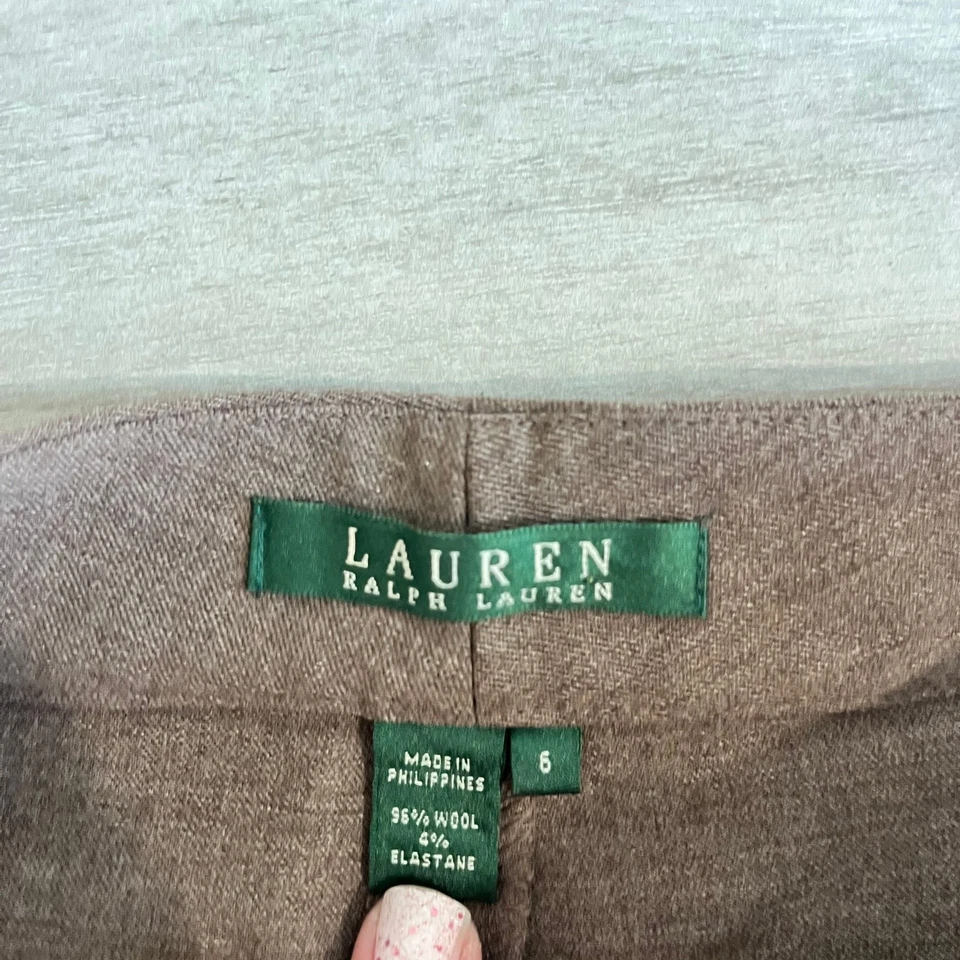 LAUREN
RALPH LAUREN
MADE IN
PHILIPPINES
6
96% WOOL
4%
ELASTANE